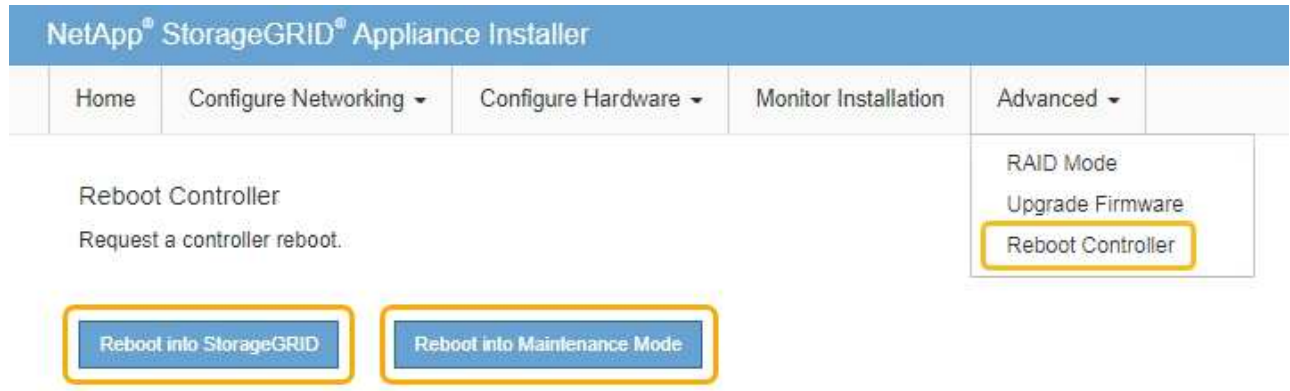 NetApp® StorageGRID® Appliance Installer
Home Configure Networking Configure Hardware Monitor Installation Advanced
RAID Mode
Upgrade Firmware
Reboot Controller
Reboot Controller
Request a controller reboot.
Reboot into StorageGRID Reboot into Maintenance Mode